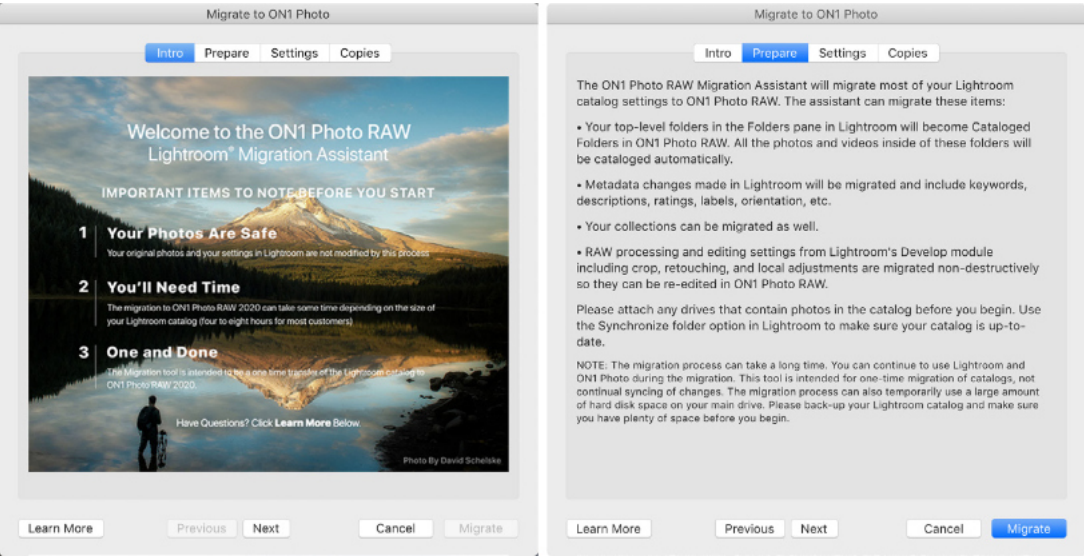 Migrate to ON1 Photo
Intro Prepare Settings Copies
Welcome to the ON1 Photo RAW
Lightroom® Migration Assistant
IMPORTANT ITEMS TO NOTE BEFORE YOU START
1 Your Photos Are Safe
Your original photos and your settings in Lightroom are not modified by this process
2 You'll Need Time
The migration to ON1 Photo RAW 2020 can take some time depending on the size of
your Lightroom catalog (four to eight hours for most customers)
3 One and Done
The Migration tool is intended to be a one time transfer of the Lightroom catalog to
ON1 Photo RAW 2020.
Have Questions? Click Learn More Below.
Photo By David Schelske
Learn More Previous Next Cancel Migrate
Migrate to ON1 Photo
Intro Prepare Settings Copies
The ON1 Photo RAW Migration Assistant will migrate most of your Lightroom
catalog settings to ON1 Photo RAW. The assistant can migrate these items:
• Your top-level folders in the Folders pane in Lightroom will become Cataloged
Folders in ON1 Photo RAW. All the photos and videos inside of these folders will
be cataloged automatically.
• Metadata changes made in Lightroom will be migrated and include keywords,
descriptions, ratings, labels, orientation, etc.
• Your collections can be migrated as well.
• RAW processing and editing settings from Lightroom's Develop module
including crop, retouching, and local adjustments are migrated non-destructively
so they can be re-edited in ON1 Photo RAW.
Please attach any drives that contain photos in the catalog before you begin. Use
the Synchronize folder option in Lightroom to make sure your catalog is up-to-
date.
NOTE: The migration process can take a long time. You can continue to use Lightroom and
ON1 Photo during the migration. This tool is intended for one-time migration of catalogs, not
continual syncing of changes. The migration process can also temporarily use a large amount
of hard disk space on your main drive. Please back-up your Lightroom catalog and make sure
you have plenty of space before you begin.
Learn More Previous Next Cancel Migrate